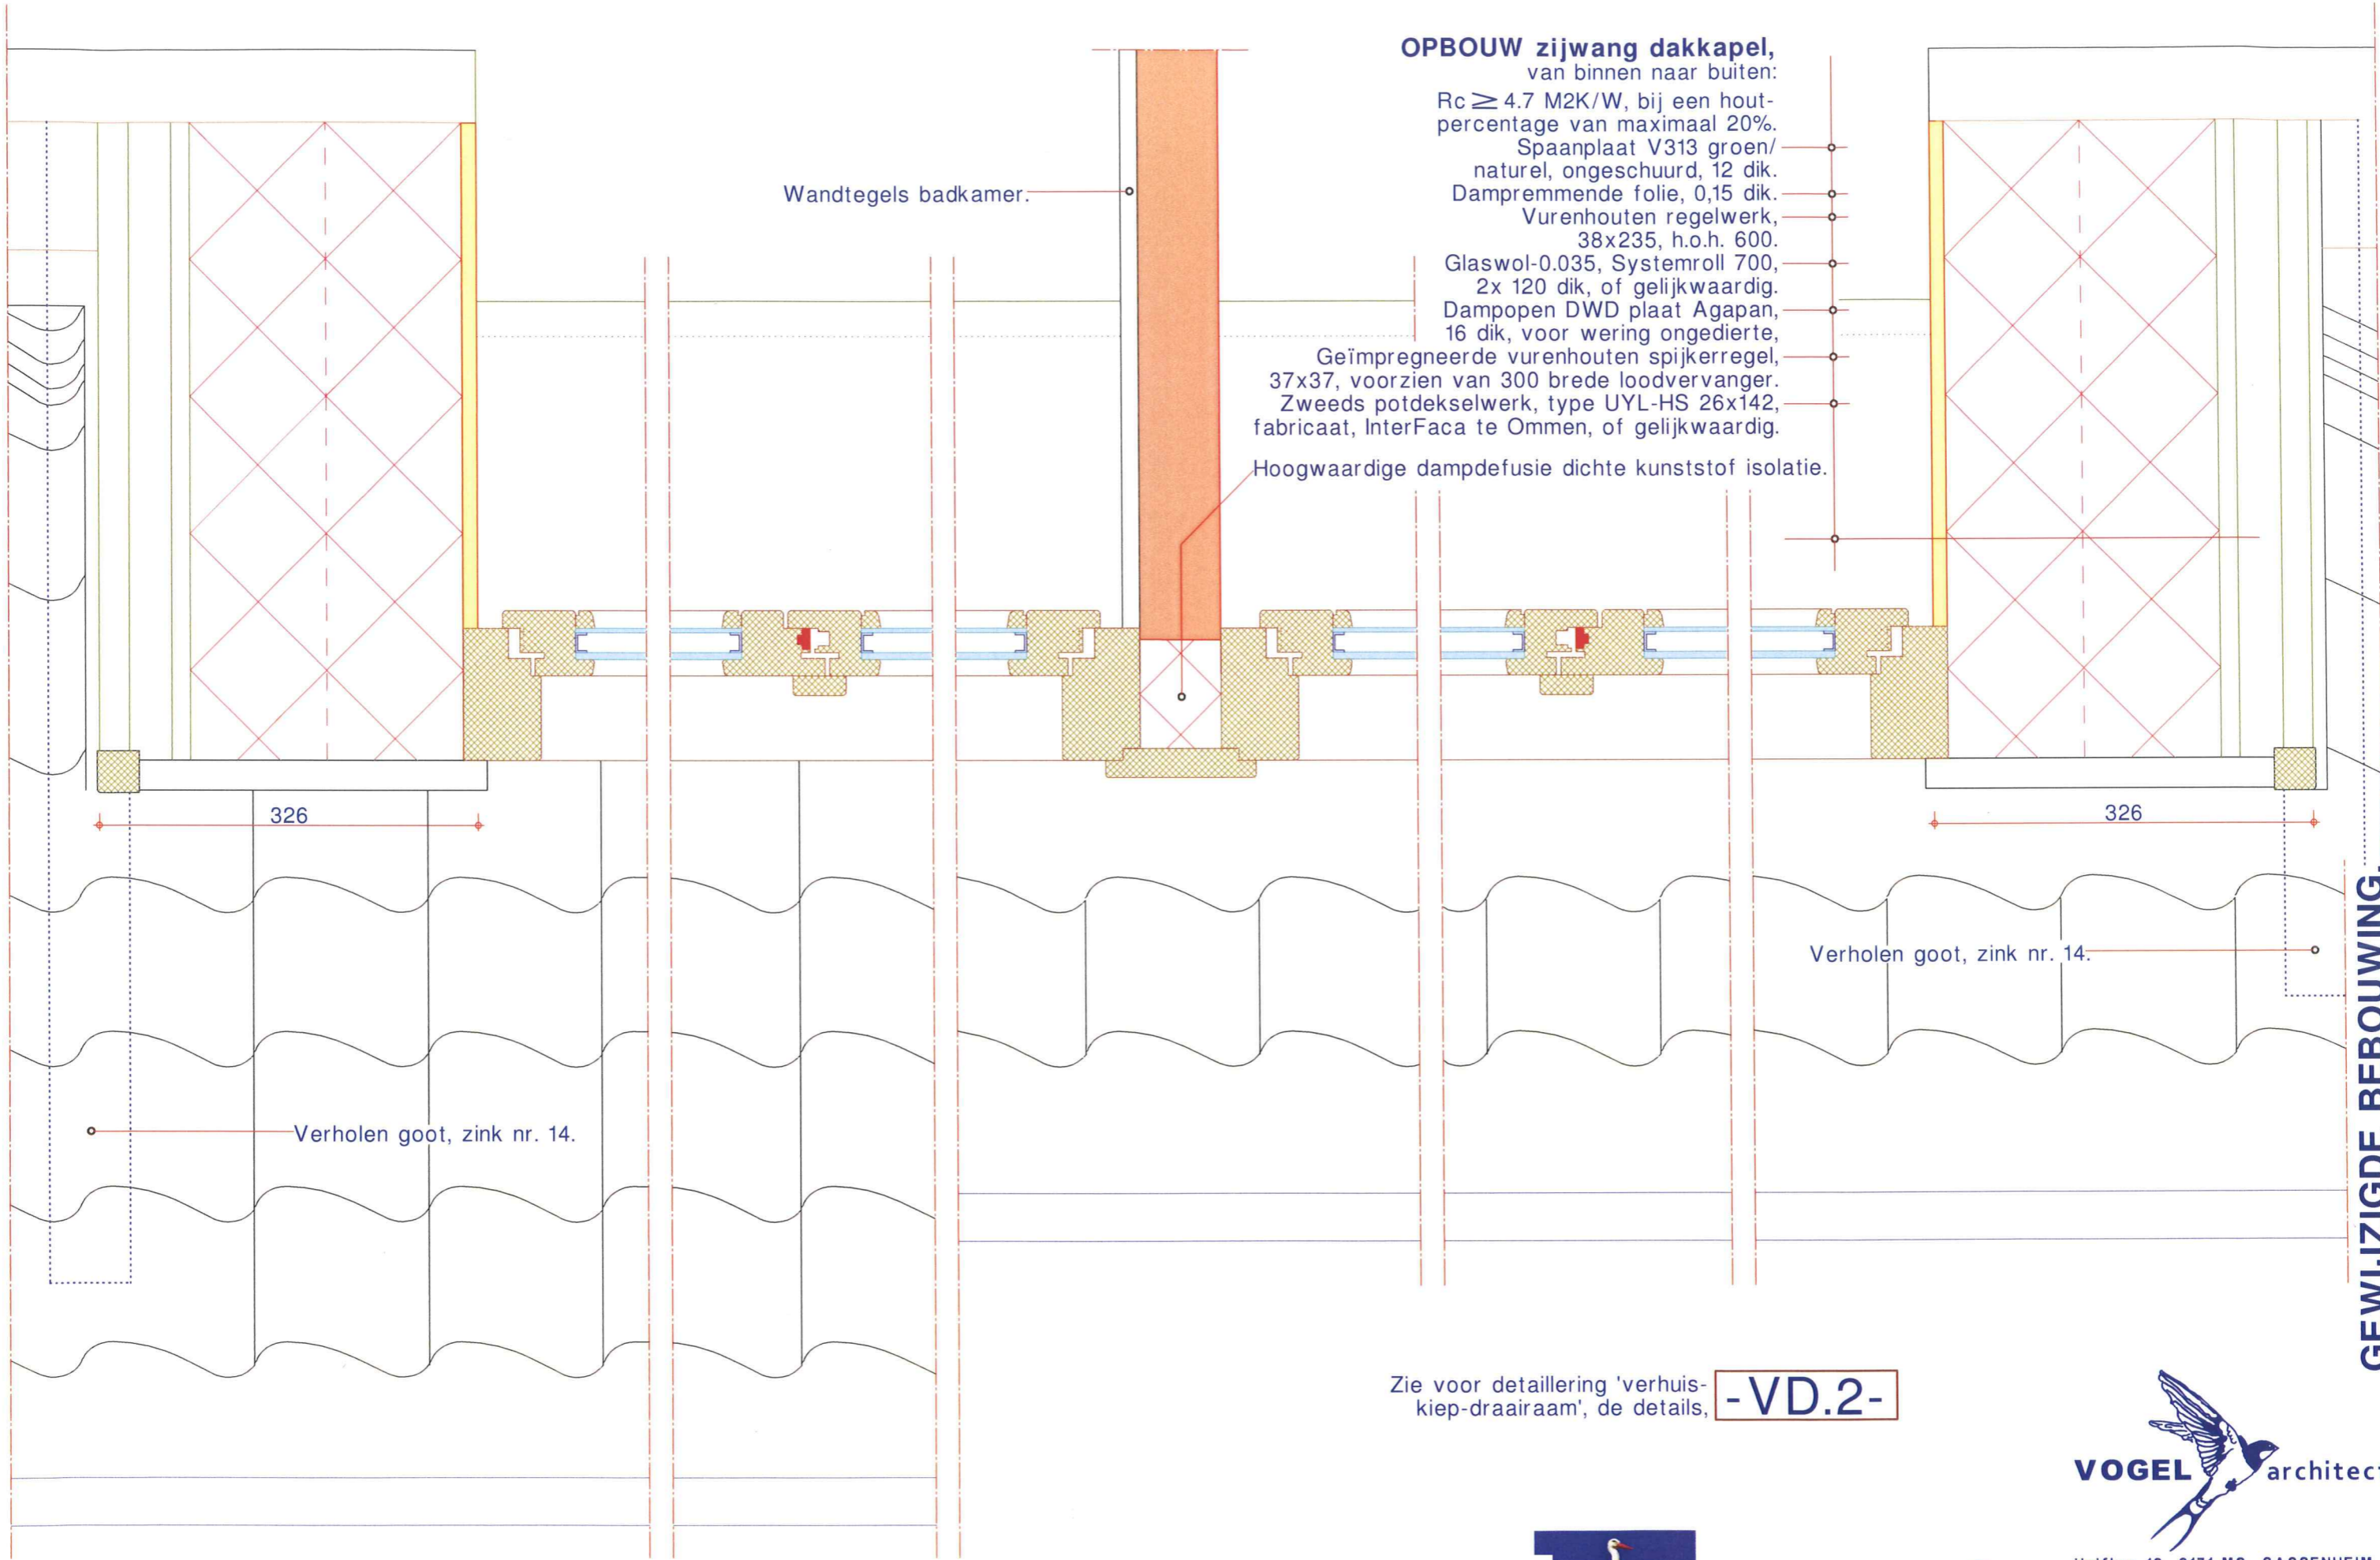 OPBOUW zijwang dakkapel,
van binnen naar buiten:
Rc ≥ 4.7 M2K/W, bij een hout-
percentage van maximaal 20%.
Spaanplaat V313 groen/
naturel, ongeschuurd, 12 dik.
Dampremmende folie, 0,15 dik.
Vurenhouten regelwerk,
38x235, h.o.h. 600.
Glaswol-0.035, Systemroll 700,
2x 120 dik, of gelijkwaardig.
Dampopen DWD plaat Agapan,
16 dik, voor wering ongedierte,
Geïmpregneerde vurenhouten spijkerregel,
37x37, voorzien van 300 brede loodvervanger.
Zweeds potdekselwerk, type UYL-HS 26x142,
fabricaat, InterFaca te Ommen, of gelijkwaardig.
Hoogwaardige dampdefusie dichte kunststof isolatie.
Wandtegels badkamer.
326
326
Verholen goot, zink nr. 14.
Verholen goot, zink nr. 14.
GEWIJZIGDE BEBOUWING.
Zie voor detaillering 'verhuis-
kiep-draairaam', de details,
-VD.2-
VOGEL architect